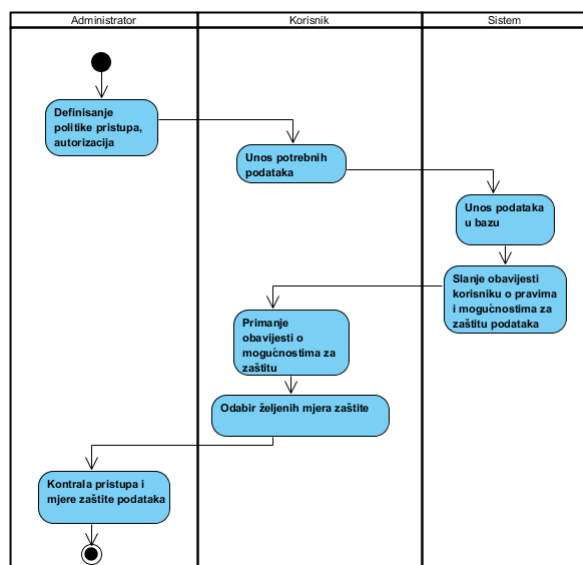 Administrator
Korisnik
Sistem
Definisanje
politike pristupa,
autorizacija
Unos potrebnih
podataka
Unos podataka
u bazu
Slanje obavijesti
korisniku o pravima
i mogućnostima za
zaštitu podataka
Primanje
obavijesti o
mogućnostima za
zaštitu
Odabir željenih mjera zaštite
Kontrala pristupa i
mjere zaštite podataka